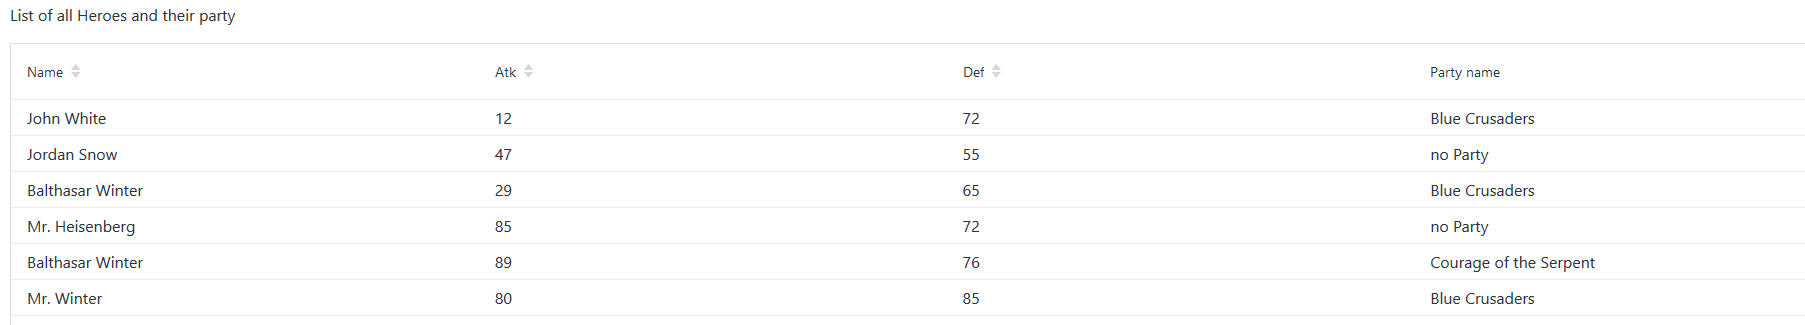 List of all Heroes and their party
Name Atk Def Party name
John White 12 72 Blue Crusaders
Jordan Snow 47 55 no Party
Balthasar Winter 29 65 Blue Crusaders
Mr. Heisenberg 85 72 no Party
Balthasar Winter 89 76 Courage of the Serpent
Mr. Winter 80 85 Blue Crusaders